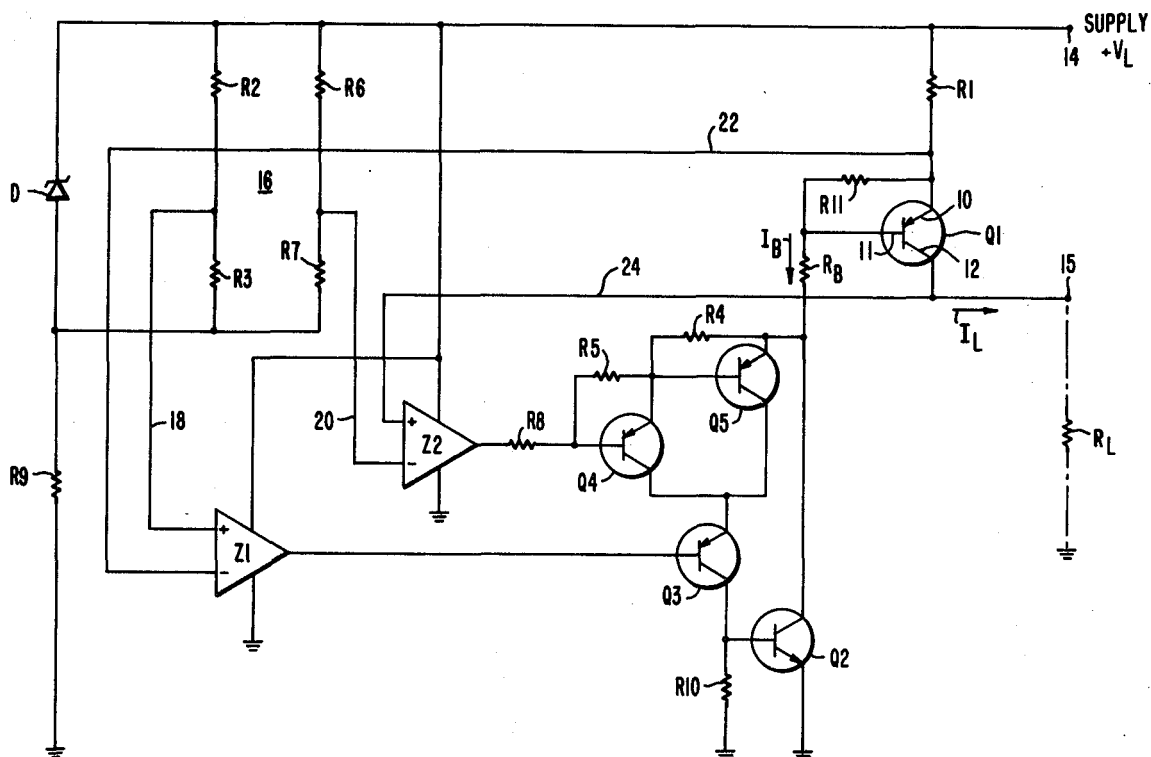 SUPPLY
+VL
14
R2
R6
R1
22
D
16
R11
10
Q1
11
12
IB
RB
R3
R7
24
15
IL
R4
R5
Q5
18
20
+
Z2
-
R8
Q4
RL
R9
+
Z1
-
Q3
Q2
R10